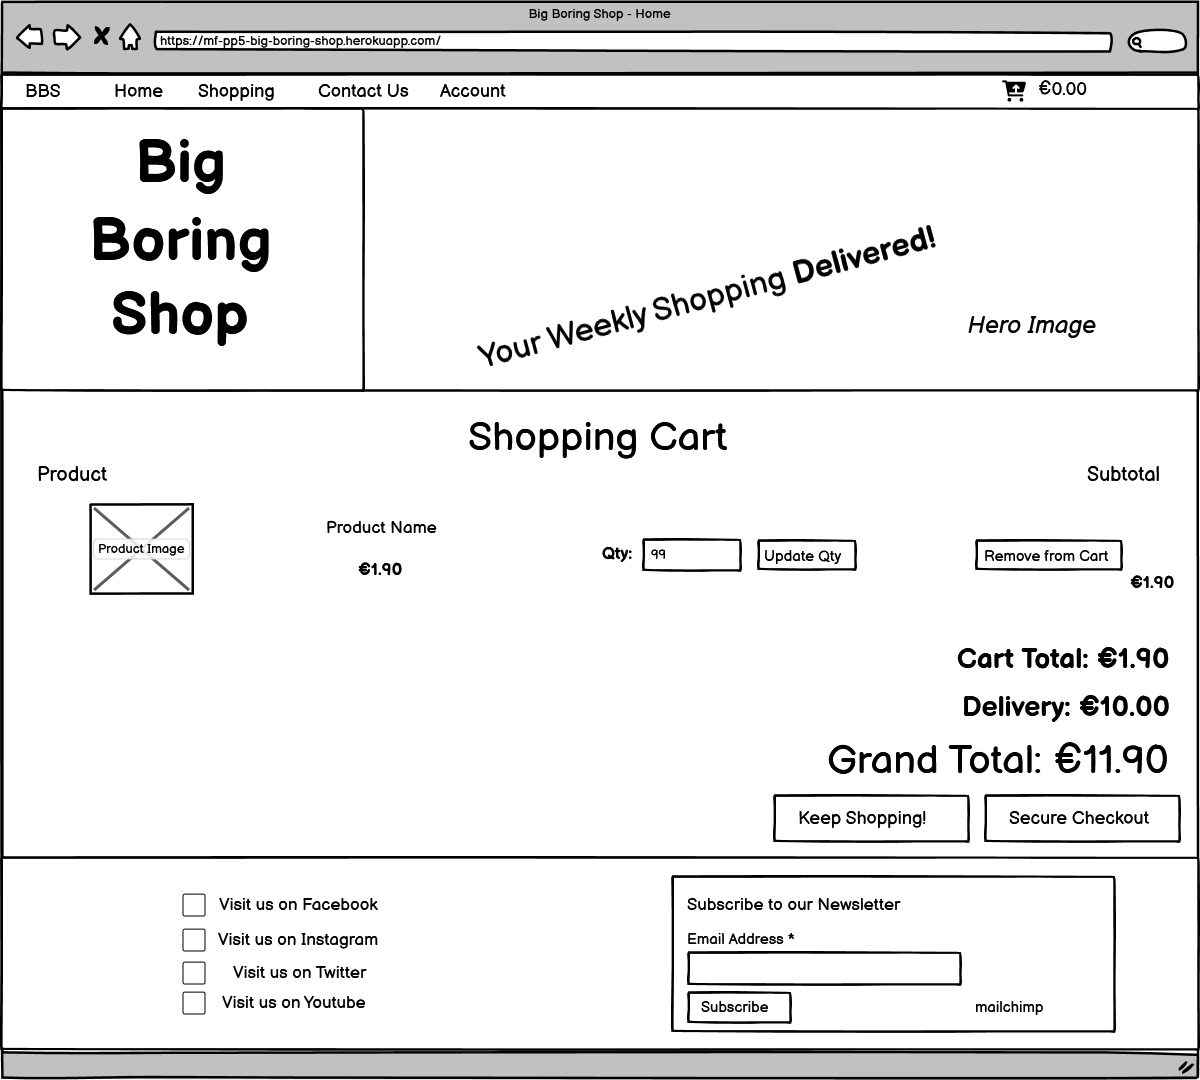 Big Boring Shop - Home
https://mf-pp5-big-boring-shop.herokuapp.com/
BBS Home Shopping Contact Us Account €0.00
Big
Boring
Shop
Your Weekly Shopping Delivered!
Hero Image
Shopping Cart
Product Subtotal
Product Image
Product Name
€1.90
Qty: 99 Update Qty Remove from Cart
€1.90
Cart Total: €1.90
Delivery: €10.00
Grand Total: €11.90
Keep Shopping! Secure Checkout
Visit us on Facebook
Visit us on Instagram
Visit us on Twitter
Visit us on Youtube
Subscribe to our Newsletter
Email Address *
Subscribe mailchimp